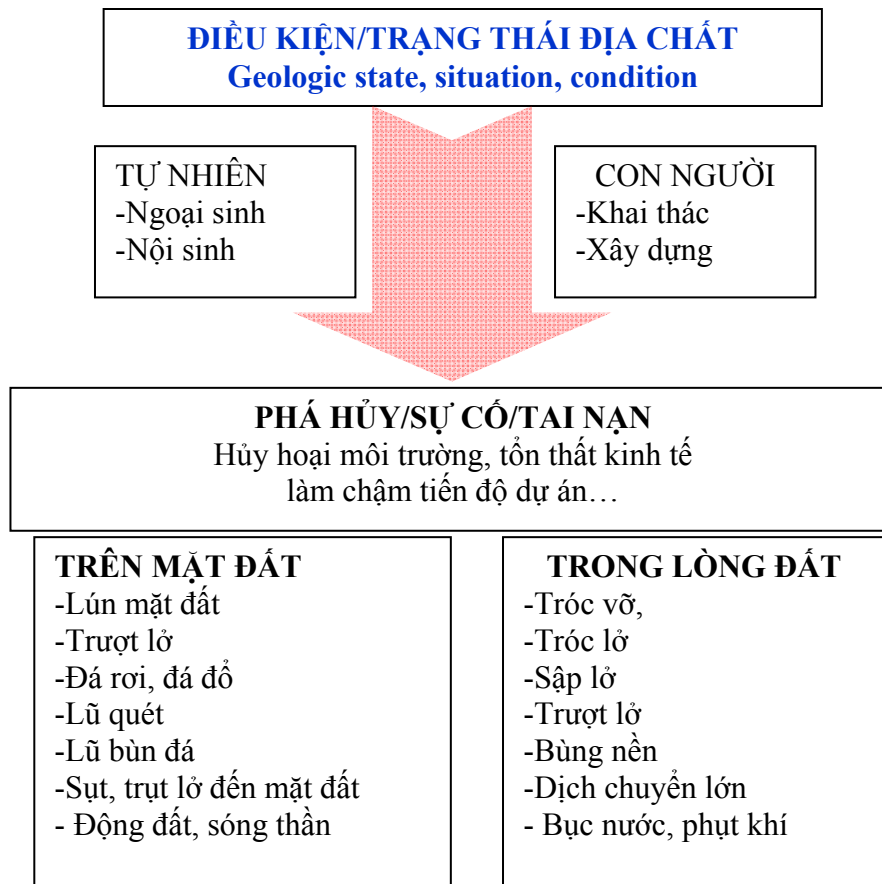 ĐIỀU KIỆN/TRẠNG THÁI ĐỊA CHẤT
Geologic state, situation, condition
TỰ NHIÊN
-Ngoại sinh
-Nội sinh
CON NGƯỜI
-Khai thác
-Xây dựng
PHÁ HỦY/SỰ CỐ/TAI NẠN
Hủy hoại môi trường, tổn thất kinh tế
làm chậm tiến độ dự án…
TRÊN MẶT ĐẤT
-Lún mặt đất
-Trượt lở
-Đá rơi, đá đổ
-Lũ quét
-Lũ bùn đá
-Sụt, trụt lở đến mặt đất
- Động đất, sóng thần
TRONG LÒNG ĐẤT
-Tróc vỡ,
-Tróc lở
-Sập lở
-Trượt lở
-Bùng nền
-Dịch chuyển lớn
- Bục nước, phụt khí